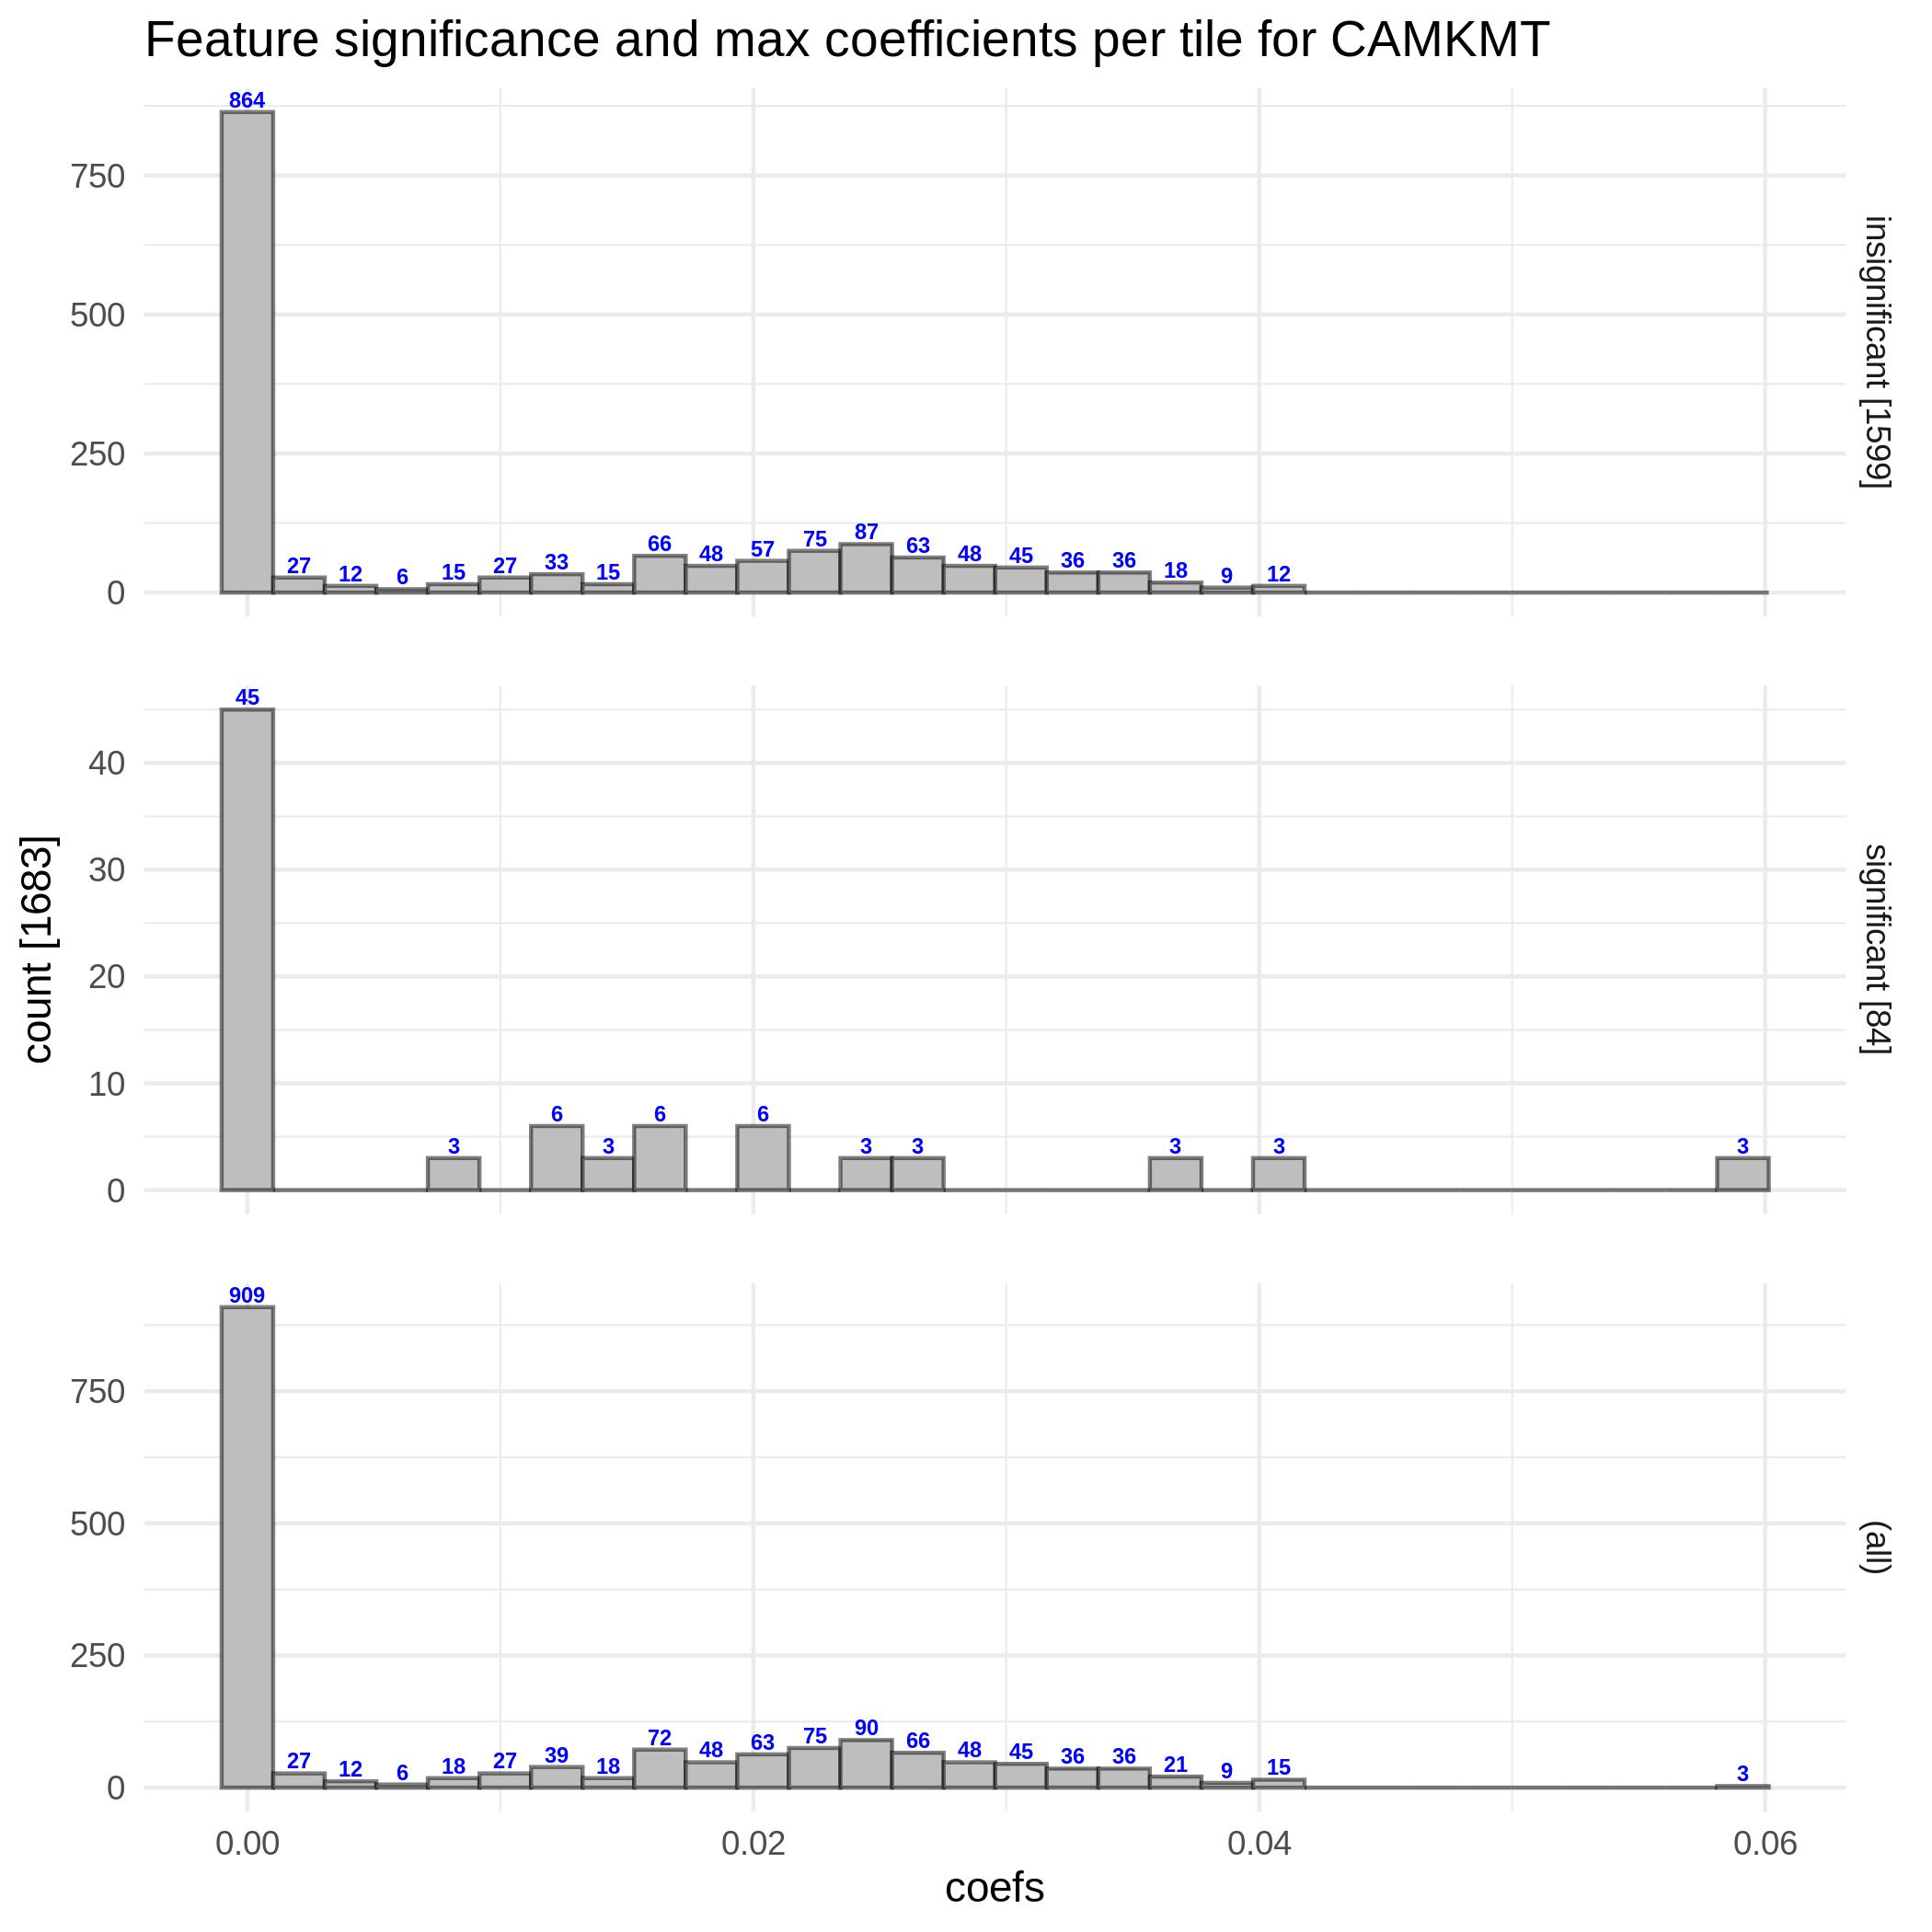 Feature significance and max coefficients per tile for CAMKMT
864
750
500
250
0
27 12 6 15 27 33 15 66 48 57 75 87 63 48 45 36 36 18 9 12
insignificant [1599]
count [1683]
45
40
30
20
10
0
3 6 3 6 6 3 3 3 3 3
significant [84]
909
750
500
250
0
27 12 6 18 27 39 18 72 48 63 75 90 66 48 45 36 36 21 9 15 3
(all)
0.00 0.02 0.04 0.06
coefs